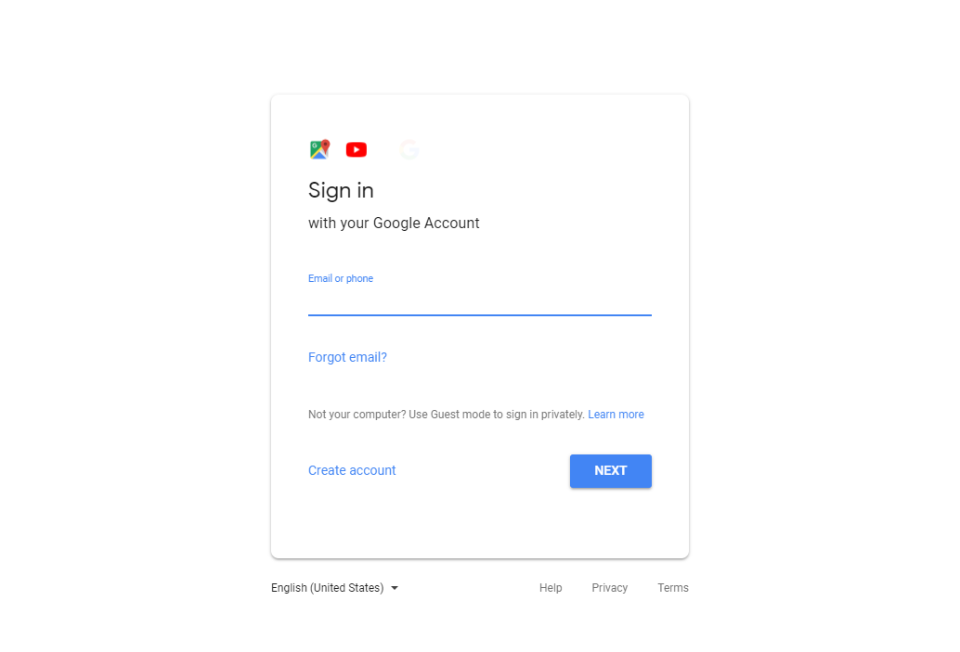 Sign in
with your Google Account
Email or phone
Forgot email?
Not your computer? Use Guest mode to sign in privately. Learn more
Create account
NEXT
English (United States)
Help
Privacy
Terms